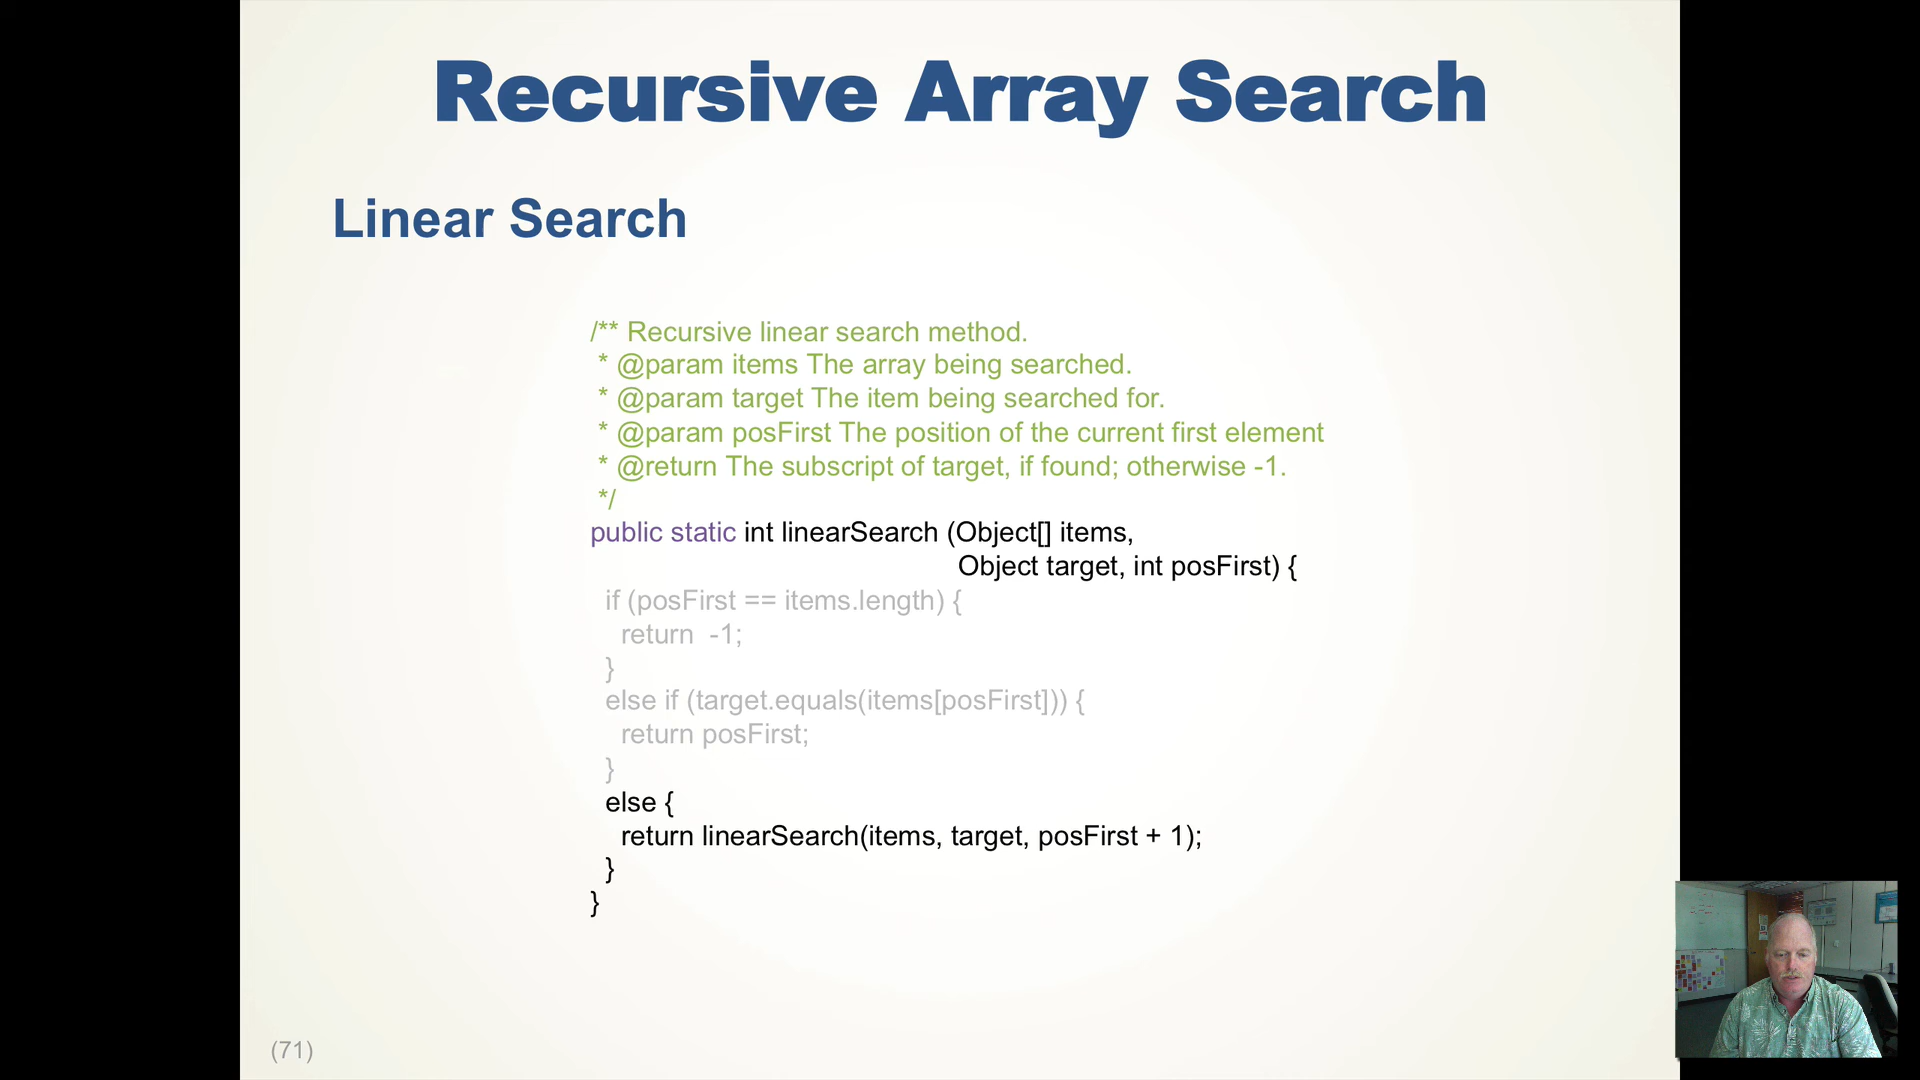 Recursive Array Search
Linear Search
/** Recursive linear search method.
 * @param items The array being searched.
 * @param target The item being searched for.
 * @param posFirst The position of the current first element
 * @return The subscript of target, if found; otherwise -1.
 */
public static int linearSearch (Object[] items,
Object target, int posFirst) {
if (posFirst == items.length) {
return  -1;
}
else if (target.equals(items[posFirst])) {
return posFirst;
}
else {
return linearSearch(items, target, posFirst + 1);
}
}
(71)